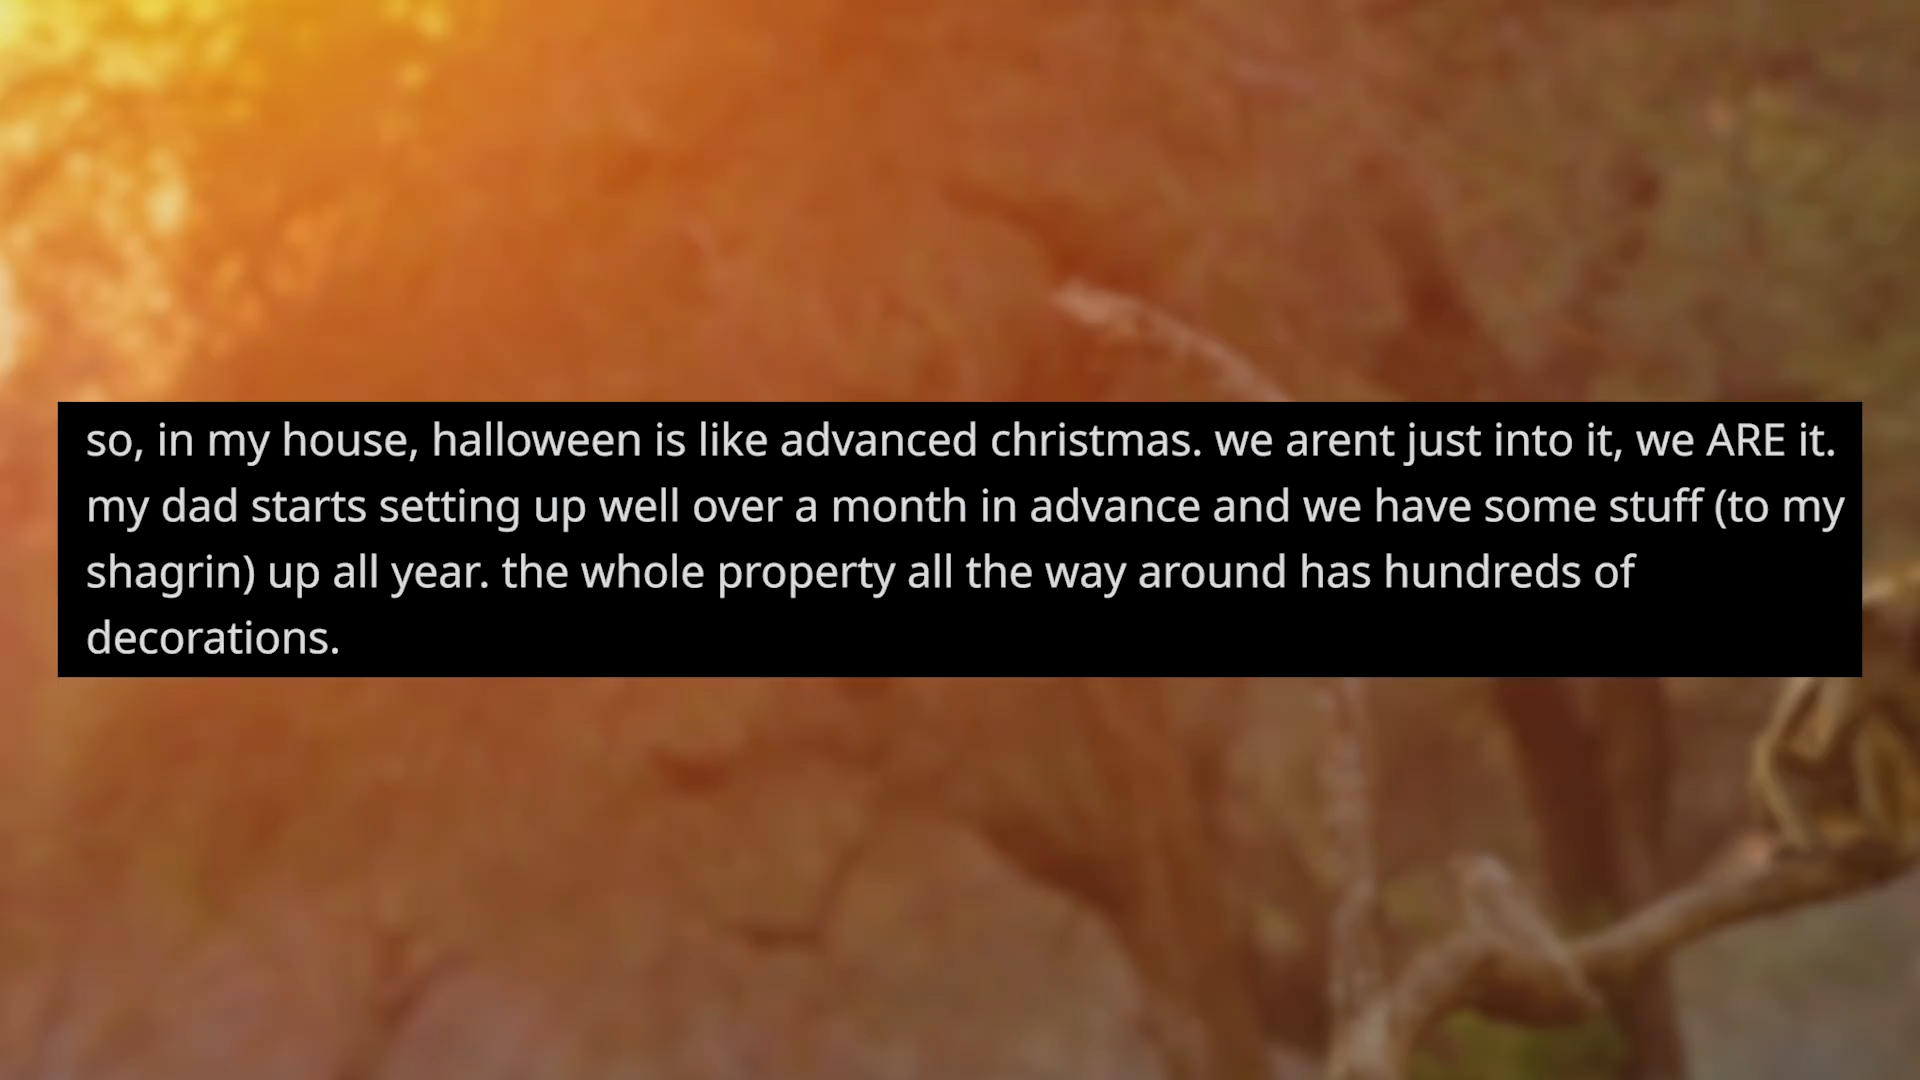 so, in my house, halloween is like advanced christmas. we arent just into it, we ARE it.
my dad starts setting up well over a month in advance and we have some stuff (to my
shagrin) up all year. the whole property all the way around has hundreds of
decorations.